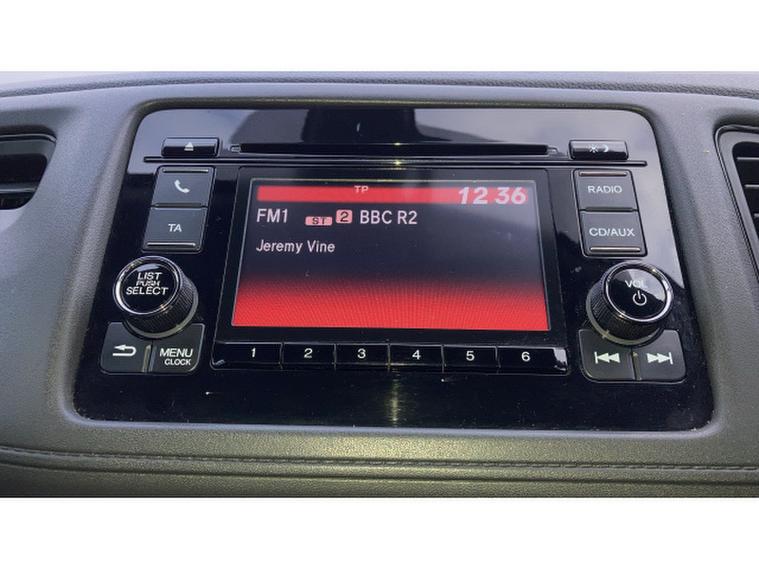 TP 12 36
FM1 ST 2 BBC R2
Jeremy Vine
TA
LIST
PUSH
SELECT
MENU
CLOCK
1 2 3 4 5 6
RADIO
CD/AUX
VOL